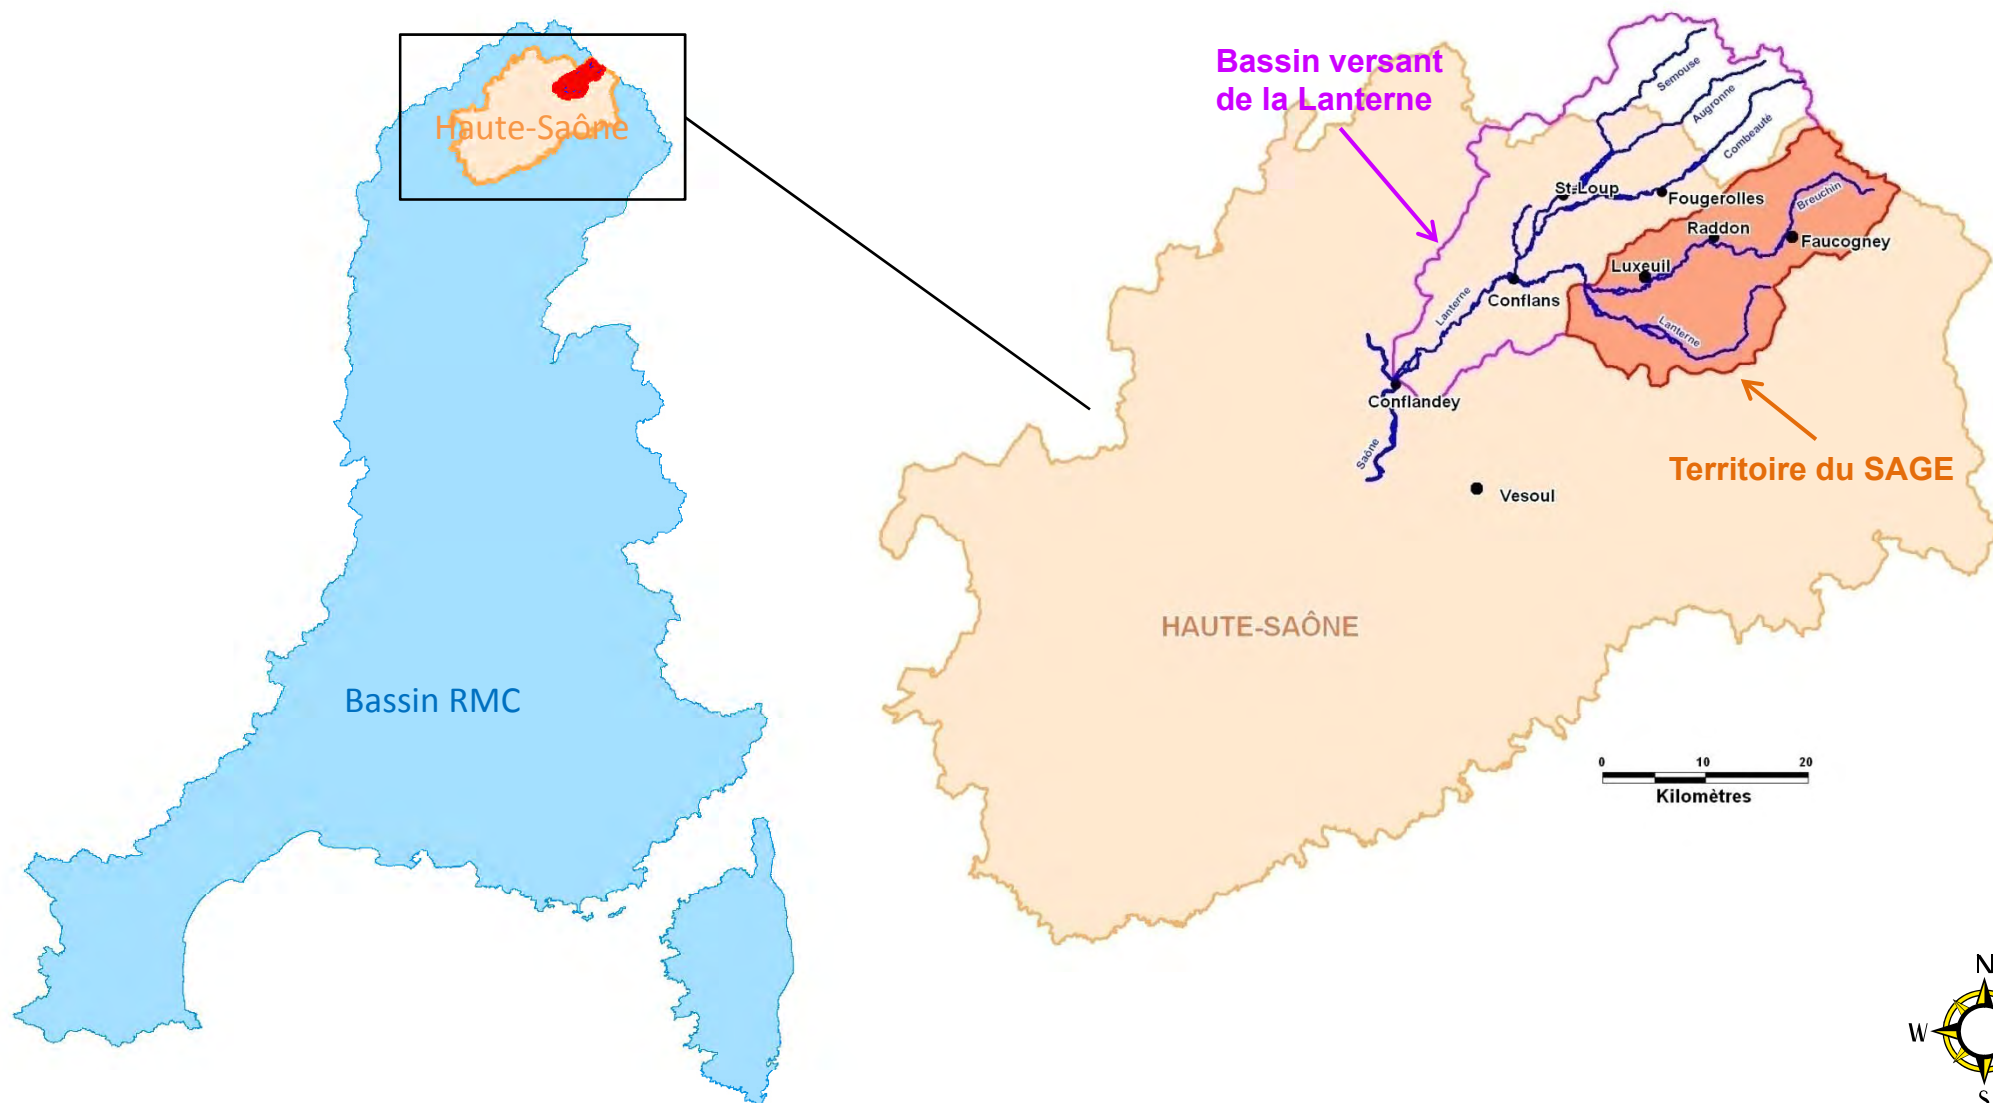 Haute-Saône
Bassin RMC
Bassin versant
de la Lanterne
Semouse
Augronne
Combeauté
St-Loup
Fougerolles
Breuchin
Raddon
Faucogney
Luxeuil
Conflans
Lanterne
Lanterne
Conflandey
Saône
Territoire du SAGE
Vesoul
HAUTE-SAÔNE
0 10 20
Kilomètres
N
W
S